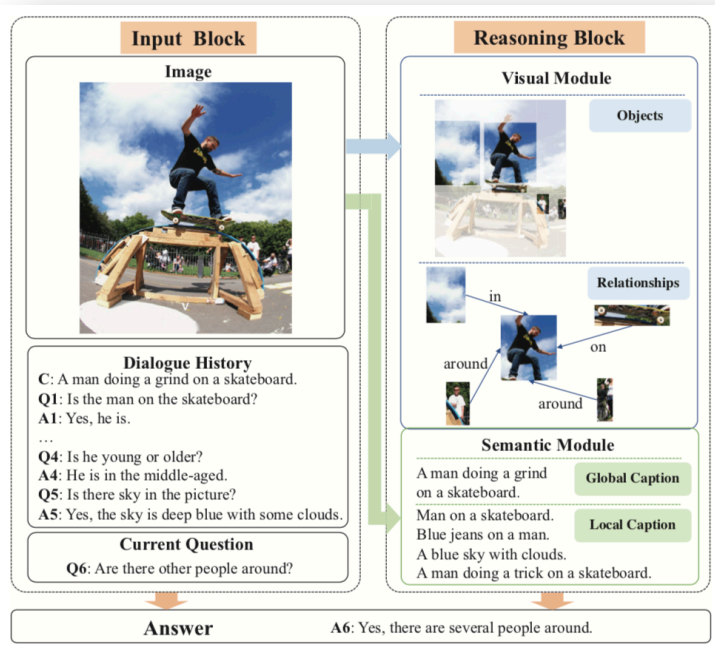 Input Block
Image
Dialogue History
C: A man doing a grind on a skateboard.
Q1: Is the man on the skateboard?
A1: Yes, he is.
...
Q4: Is he young or older?
A4: He is in the middle-aged.
Q5: Is there sky in the picture?
A5: Yes, the sky is deep blue with some clouds.
Current Question
Q6: Are there other people around?
Reasoning Block
Visual Module
Objects
Relationships
in
on
around
around
Semantic Module
A man doing a grind
on a skateboard.
Global Caption
Man on a skateboard.
Blue jeans on a man.
Local Caption
A blue sky with clouds.
A man doing a trick on a skateboard.
Answer
A6: Yes, there are several people around.